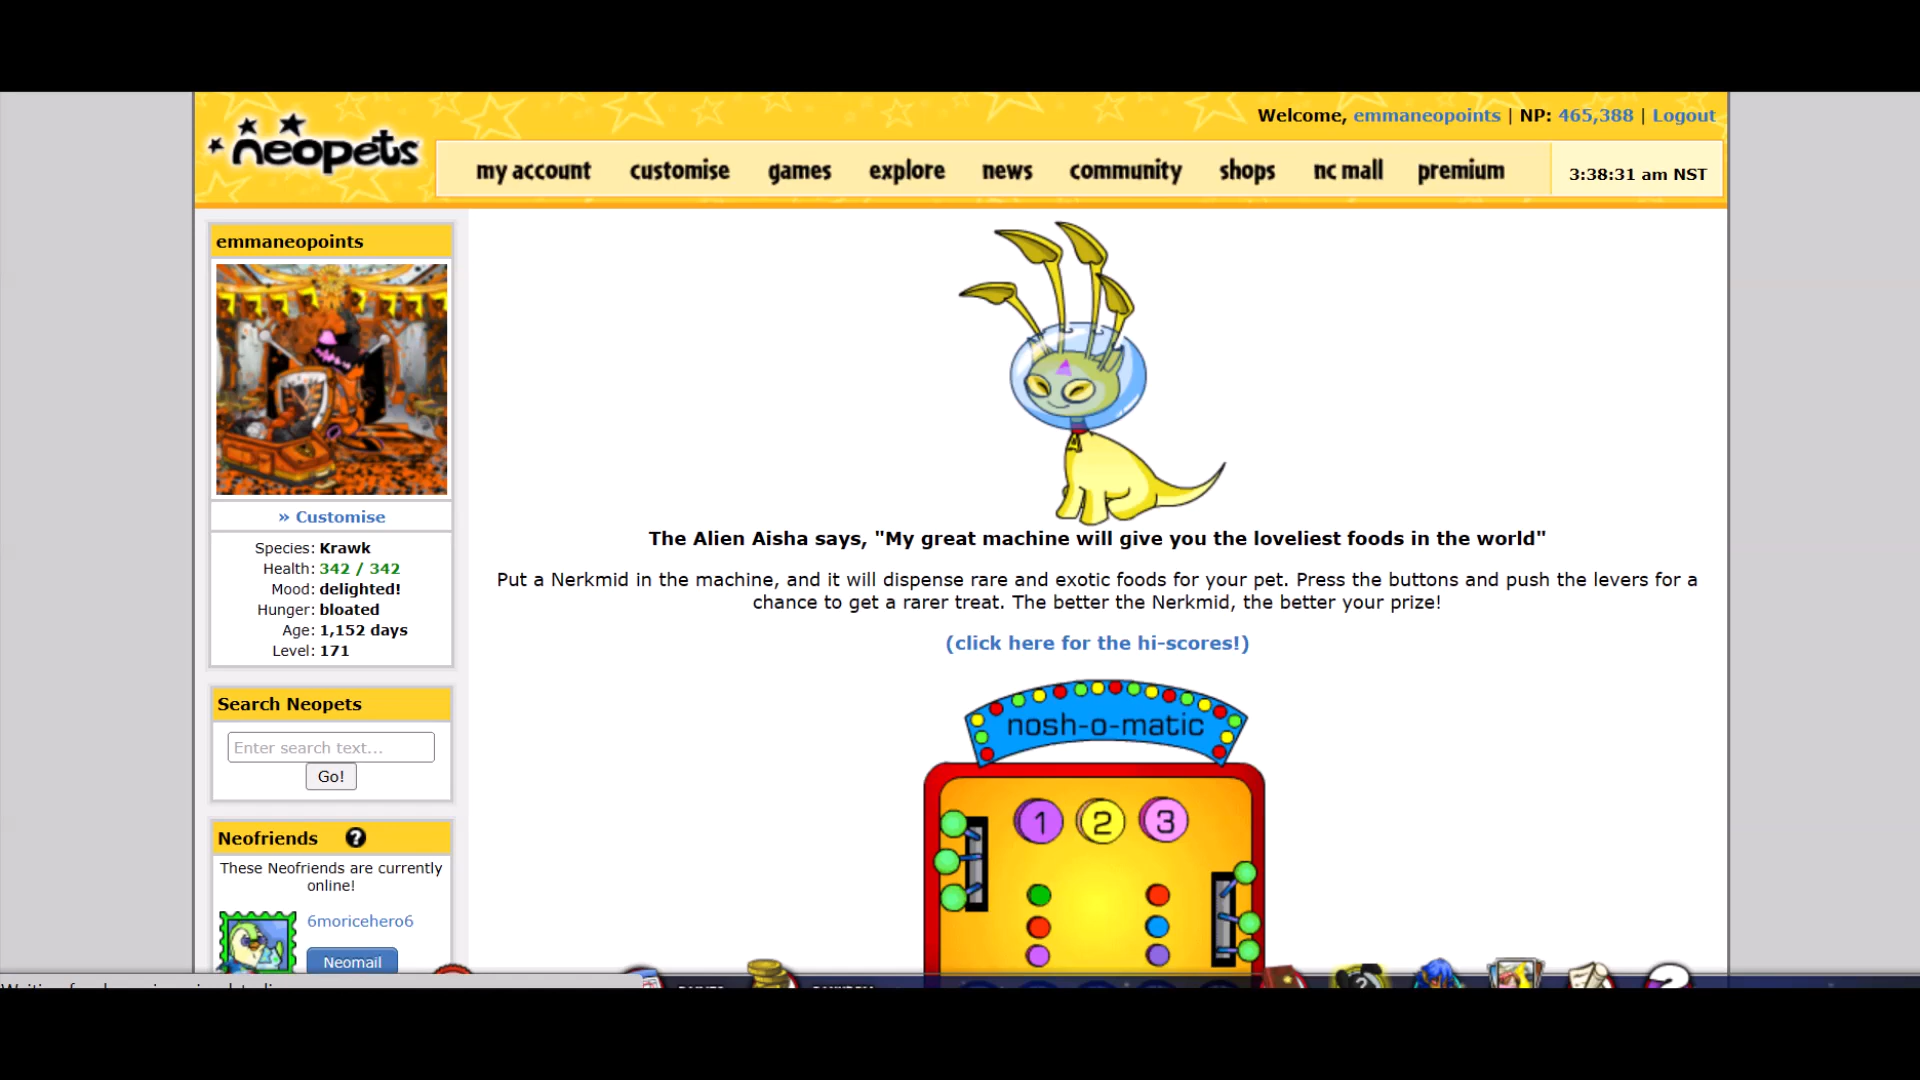 neopets
Welcome, emmaneopoints | NP: 465,388 | Logout
my account customise games explore news community shops nc mall premium
3:38:31 am NST
emmaneopoints
» Customise
Species: Krawk
Health: 342 / 342
Mood: delighted!
Hunger: bloated
Age: 1,152 days
Level: 171
Search Neopets
Enter search text...
Go!
Neofriends ?
These Neofriends are currently
online!
6moricehero6
Neomail
The Alien Aisha says, "My great machine will give you the loveliest foods in the world"
Put a Nerkmid in the machine, and it will dispense rare and exotic foods for your pet. Press the buttons and push the levers for a
chance to get a rarer treat. The better the Nerkmid, the better your prize!
(click here for the hi-scores!)
nosh-o-matic
1 2 3